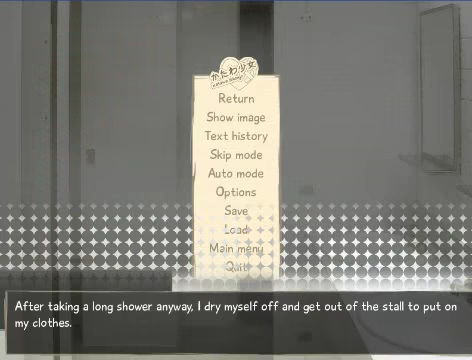 かたわ少女
Return
Show image
Text history
Skip mode
Auto mode
Options
Save
Load
Main menu
Quit
After taking a long shower anyway, I dry myself off and get out of the stall to put on
my clothes.